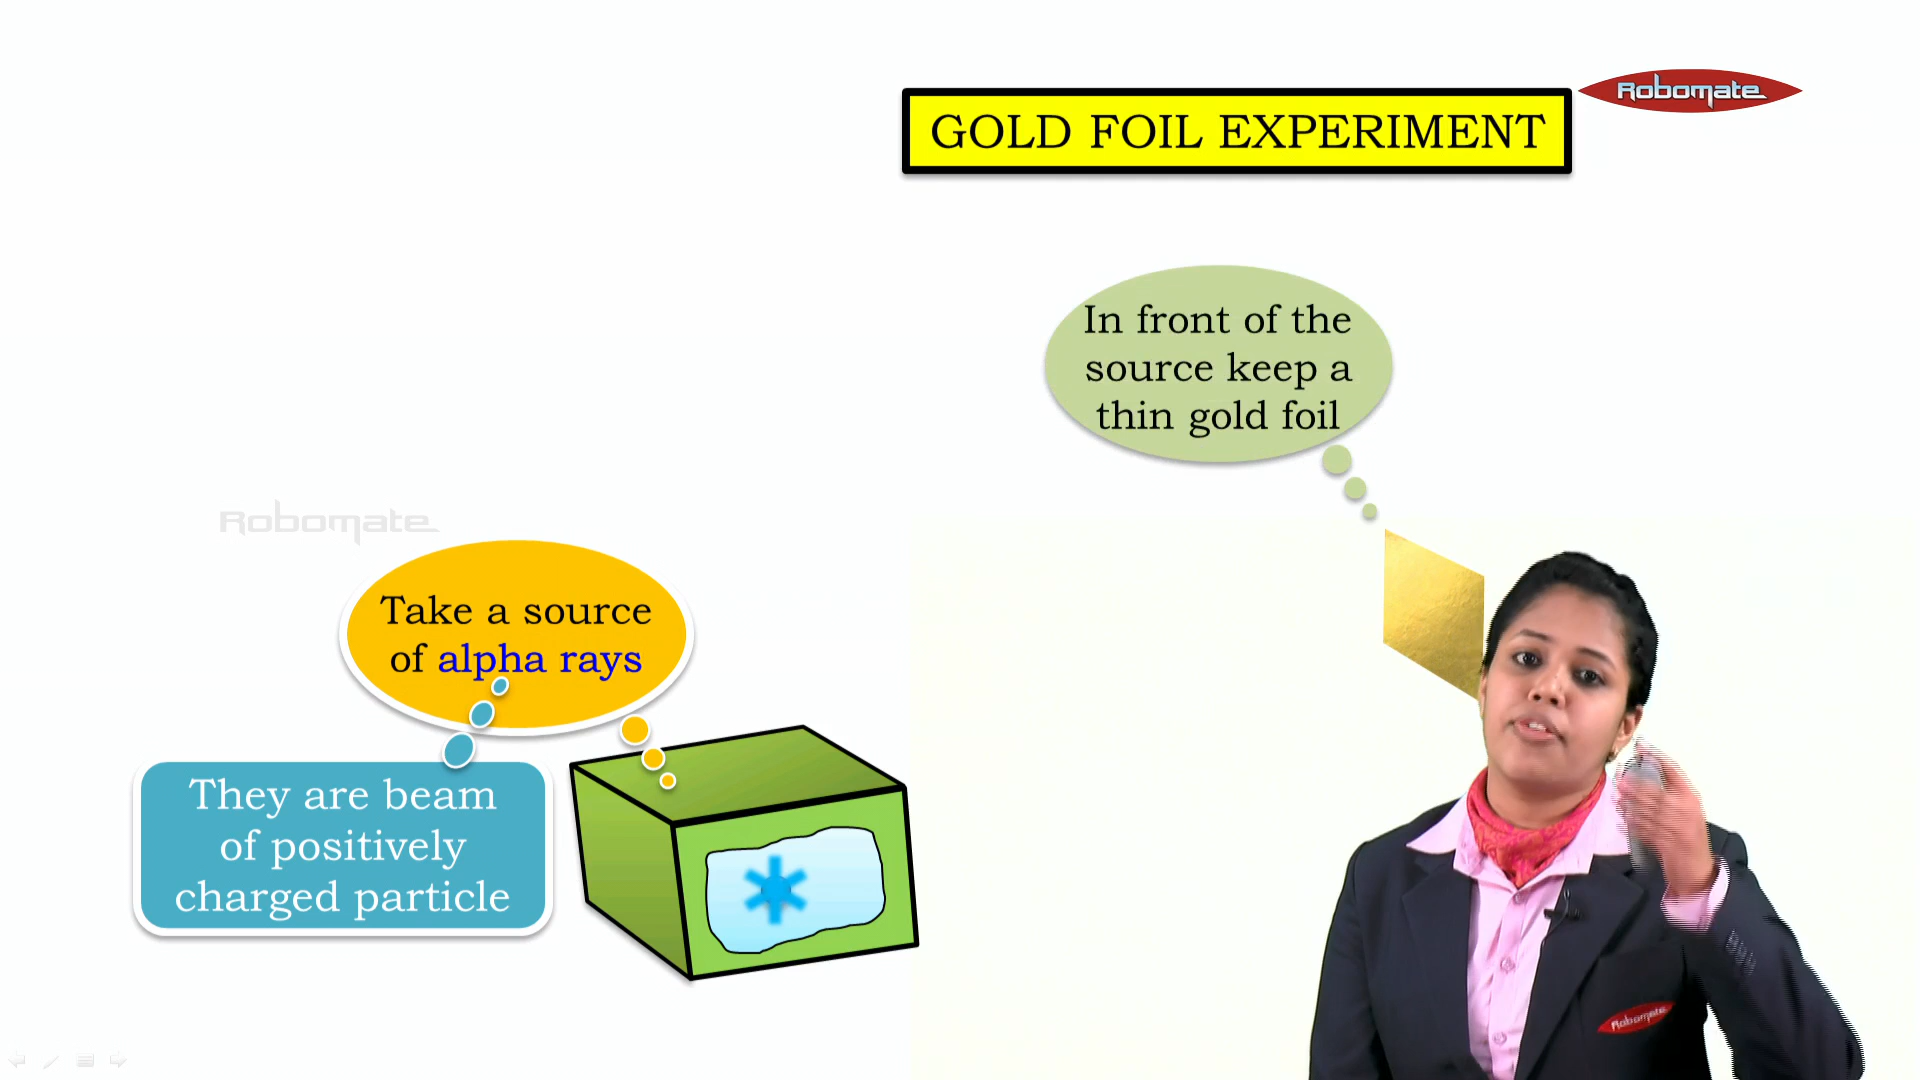 Robomate
GOLD FOIL EXPERIMENT
In front of the
source keep a
thin gold foil
Robomate
Take a source
of alpha rays
They are beam
of positively
charged particle
Robomate